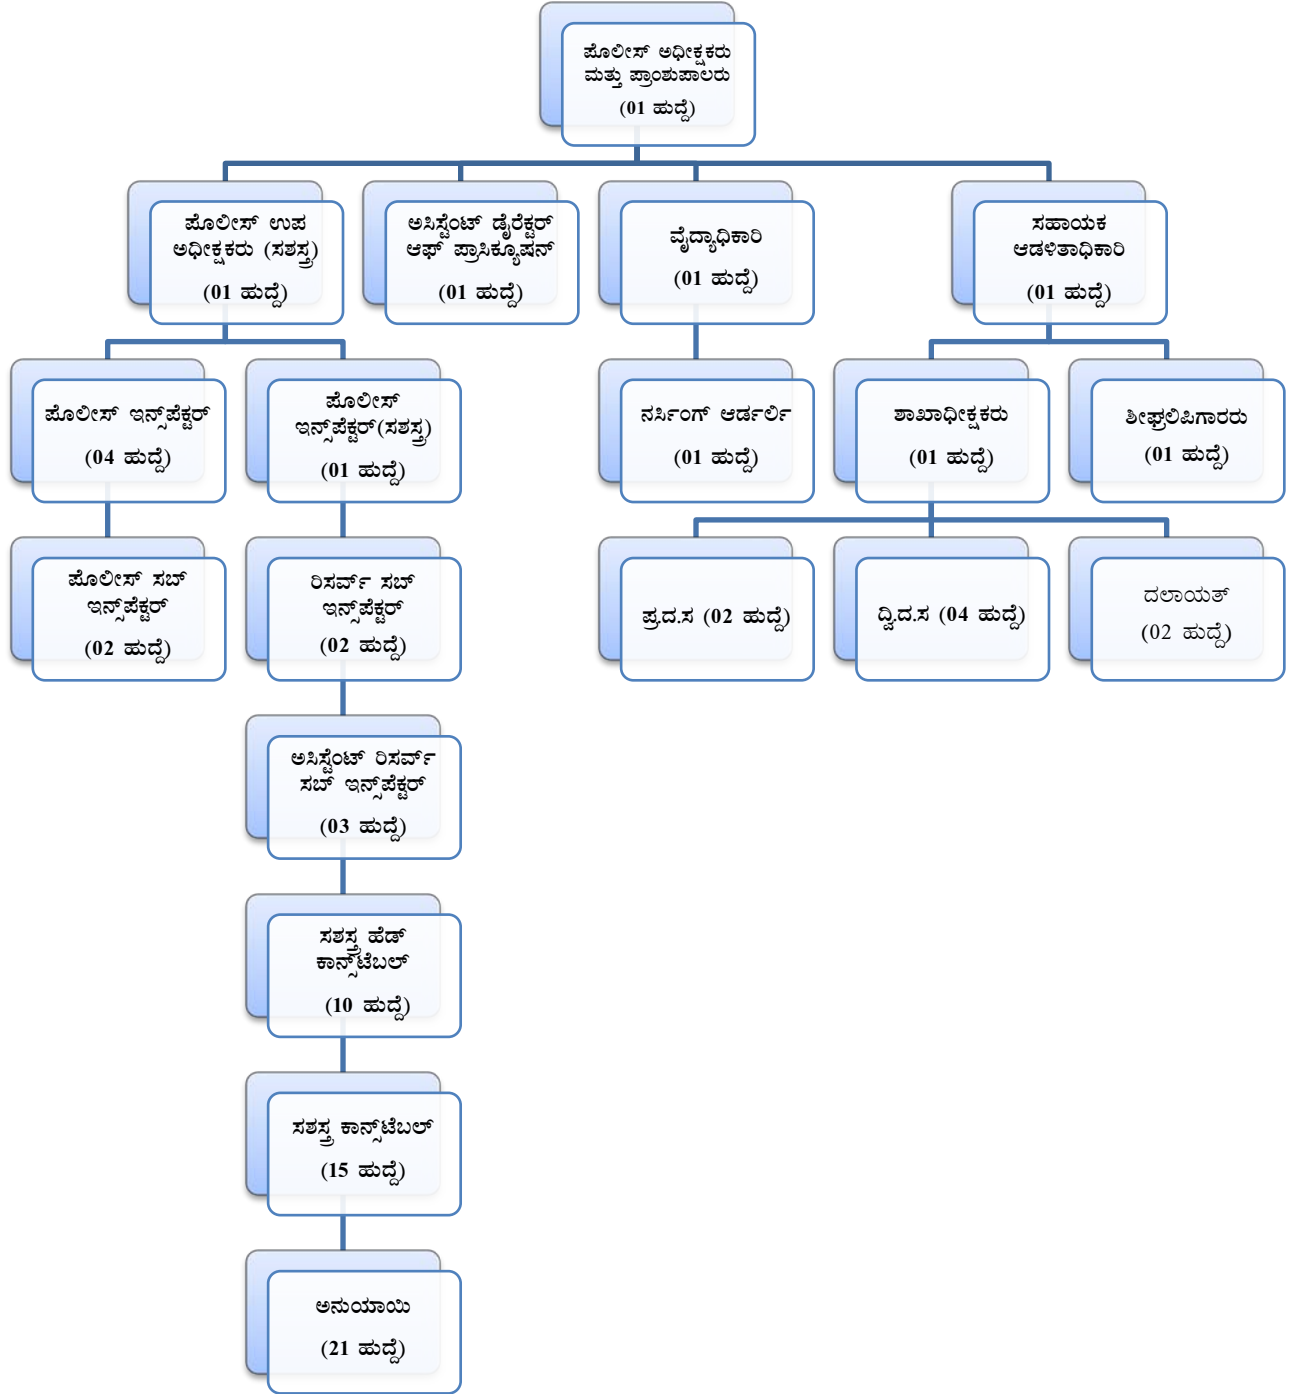 ಪೊಲೀಸ್ ಅಧೀಕ್ಷಕರು
ಮತ್ತು ಪ್ರಾಂಶುಪಾಲರು
(01 ಹುದ್ದೆ)
ಪೊಲೀಸ್ ಉಪ
ಅಧೀಕ್ಷಕರು (ಸಶಸ್ತ್ರ)
(01 ಹುದ್ದೆ)
ಅಸಿಸ್ಟೆಂಟ್ ಡೈರೆಕ್ಟರ್
ಆಫ್ ಪ್ರಾಸಿಕ್ಯೂಷನ್
(01 ಹುದ್ದೆ)
ವೈದ್ಯಾಧಿಕಾರಿ
(01 ಹುದ್ದೆ)
ಸಹಾಯಕ
ಆಡಳಿತಾಧಿಕಾರಿ
(01 ಹುದ್ದೆ)
ಪೊಲೀಸ್ ಇನ್ಸ್‌ಪೆಕ್ಟರ್
(04 ಹುದ್ದೆ)
ಪೊಲೀಸ್
ಇನ್ಸ್‌ಪೆಕ್ಟರ್(ಸಶಸ್ತ್ರ)
(01 ಹುದ್ದೆ)
ನರ್ಸಿಂಗ್ ಆರ್ಡರ್ಲಿ
(01 ಹುದ್ದೆ)
ಶಾಖಾಧೀಕ್ಷಕರು
(01 ಹುದ್ದೆ)
ಶೀಘ್ರಲಿಪಿಗಾರರು
(01 ಹುದ್ದೆ)
ಪೊಲೀಸ್ ಸಬ್
ಇನ್ಸ್‌ಪೆಕ್ಟರ್
(02 ಹುದ್ದೆ)
ರಿಸರ್ವ್ ಸಬ್
ಇನ್ಸ್‌ಪೆಕ್ಟರ್
(02 ಹುದ್ದೆ)
ಪ್ರ.ದ.ಸ (02 ಹುದ್ದೆ)
ದ್ವಿ.ದ.ಸ (04 ಹುದ್ದೆ)
ದಲಾಯತ್
(02 ಹುದ್ದೆ)
ಅಸಿಸ್ಟೆಂಟ್ ರಿಸರ್ವ್
ಸಬ್ ಇನ್ಸ್‌ಪೆಕ್ಟರ್
(03 ಹುದ್ದೆ)
ಸಶಸ್ತ್ರ ಹೆಡ್
ಕಾನ್ಸ್‌ಟೆಬಲ್
(10 ಹುದ್ದೆ)
ಸಶಸ್ತ್ರ ಕಾನ್ಸ್‌ಟೆಬಲ್
(15 ಹುದ್ದೆ)
ಅನುಯಾಯಿ
(21 ಹುದ್ದೆ)